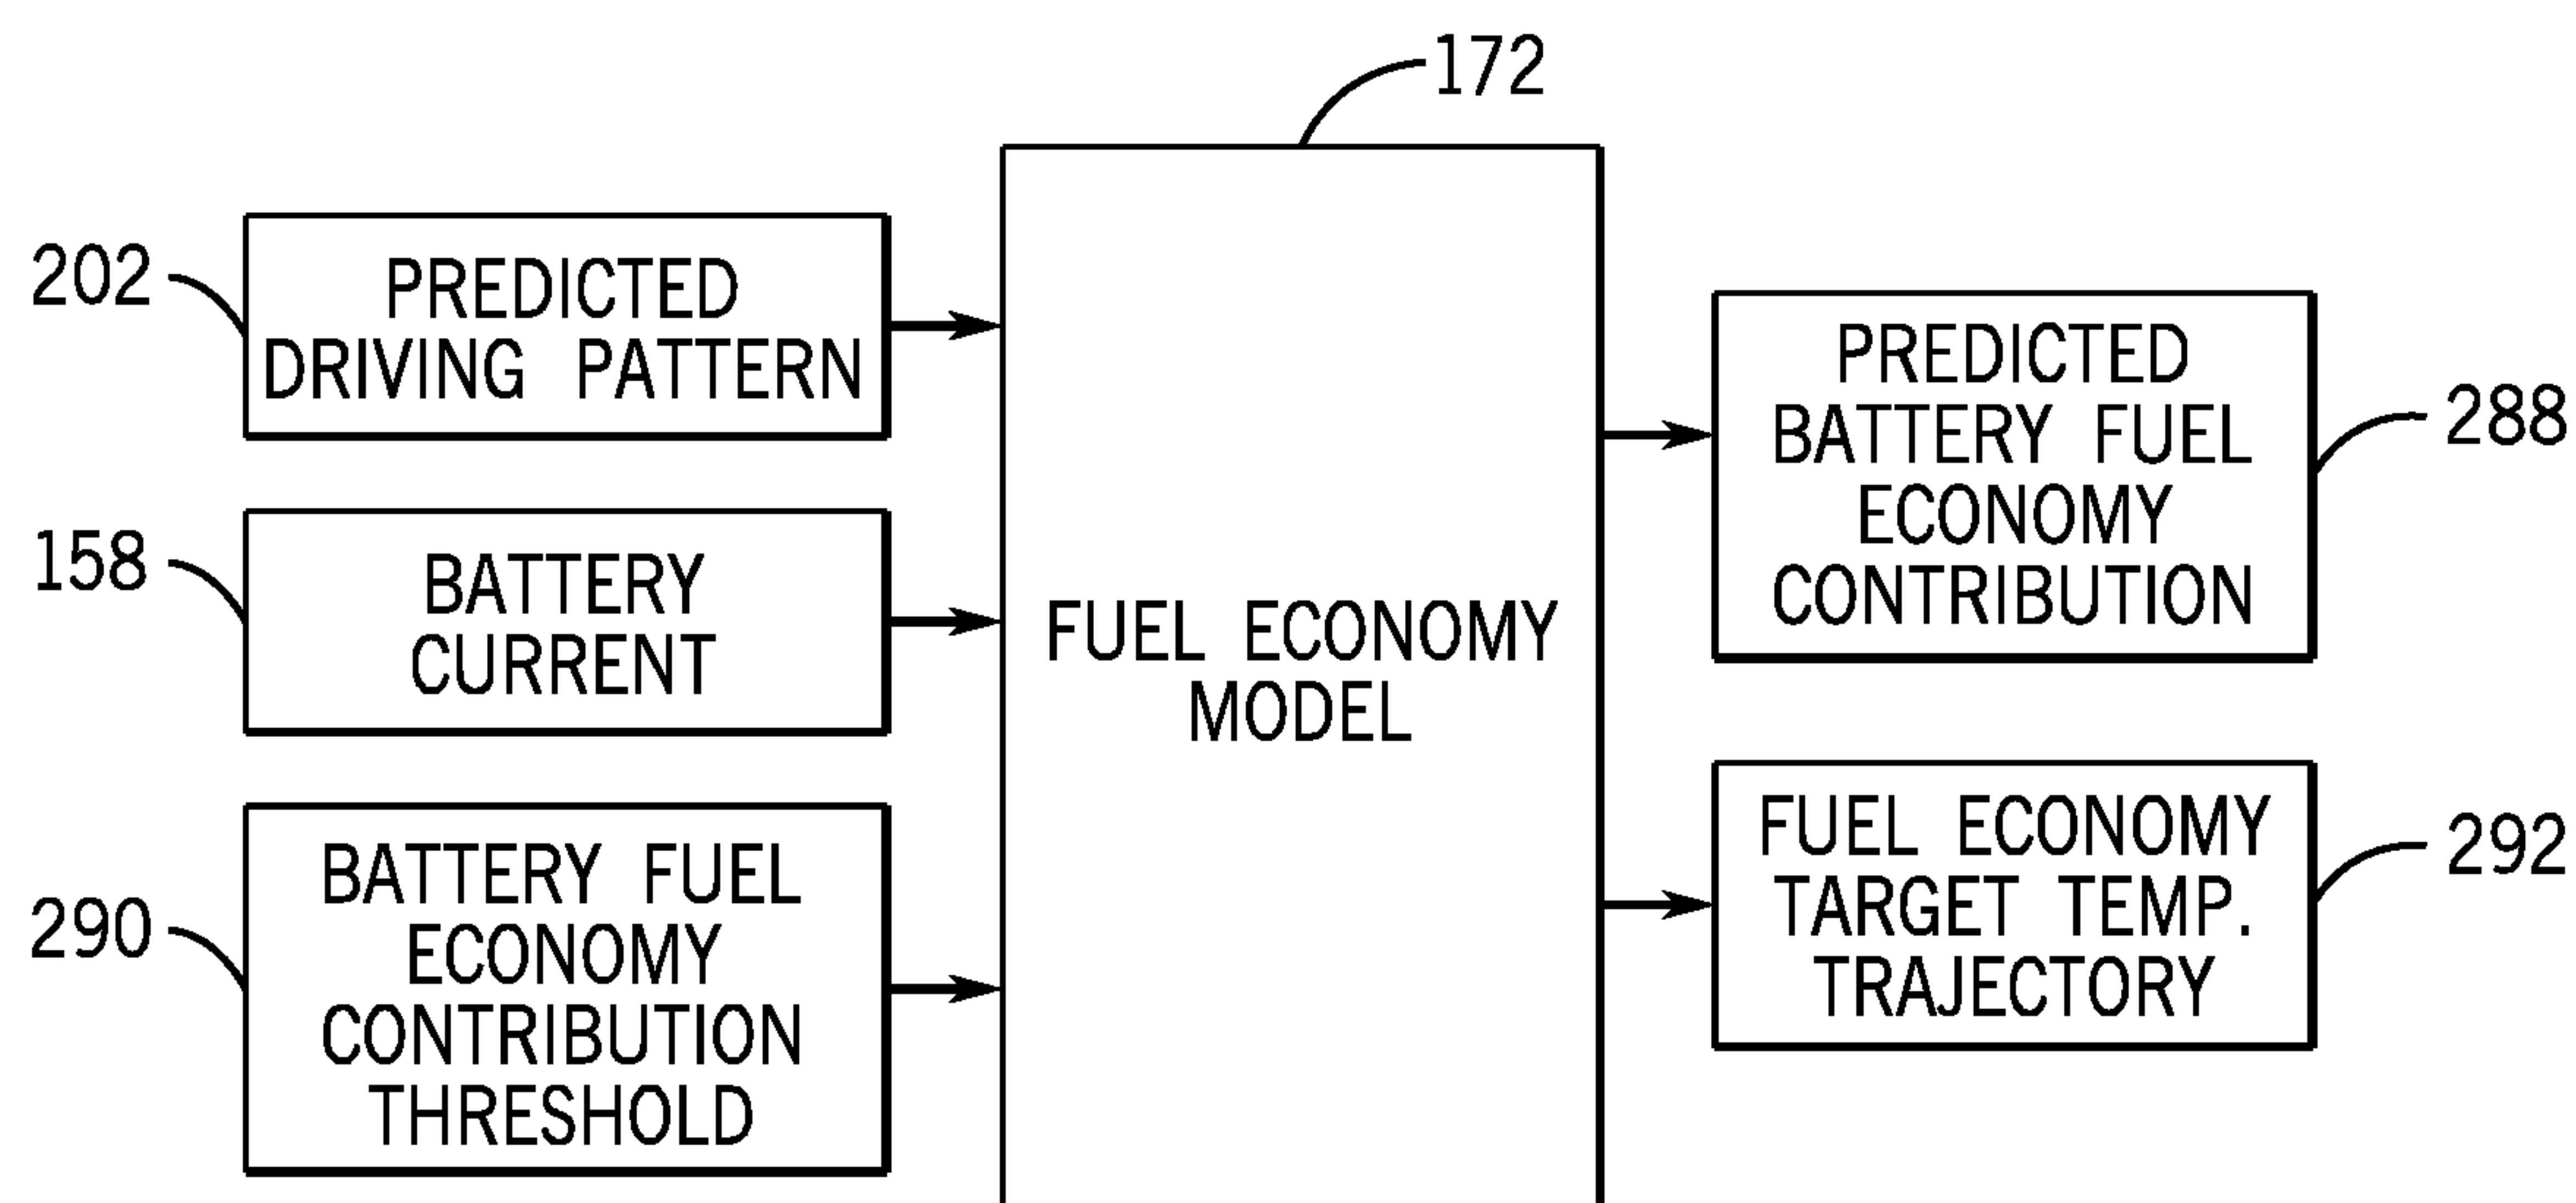 172
202
PREDICTED
DRIVING PATTERN
158
BATTERY
CURRENT
290
BATTERY FUEL
ECONOMY
CONTRIBUTION
THRESHOLD
FUEL ECONOMY
MODEL
PREDICTED
BATTERY FUEL
ECONOMY
CONTRIBUTION
288
FUEL ECONOMY
TARGET TEMP.
TRAJECTORY
292